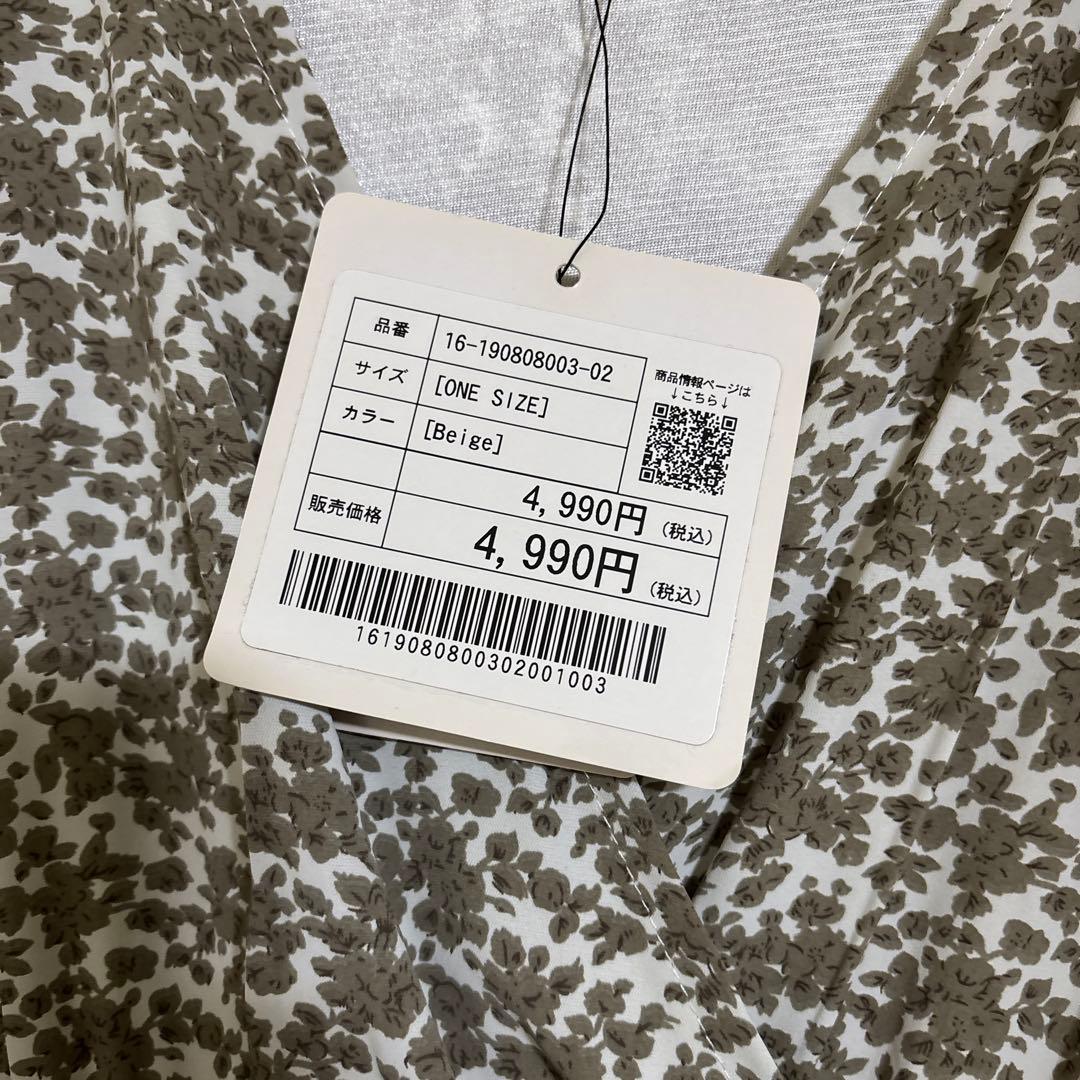 品番 16-190808003-02
サイズ [ONE SIZE]
カラー [Beige]
商品情報ページは
↓こちら↓
4,990円 (税込)
販売価格 4,990円 (税込)
1619080800302001003